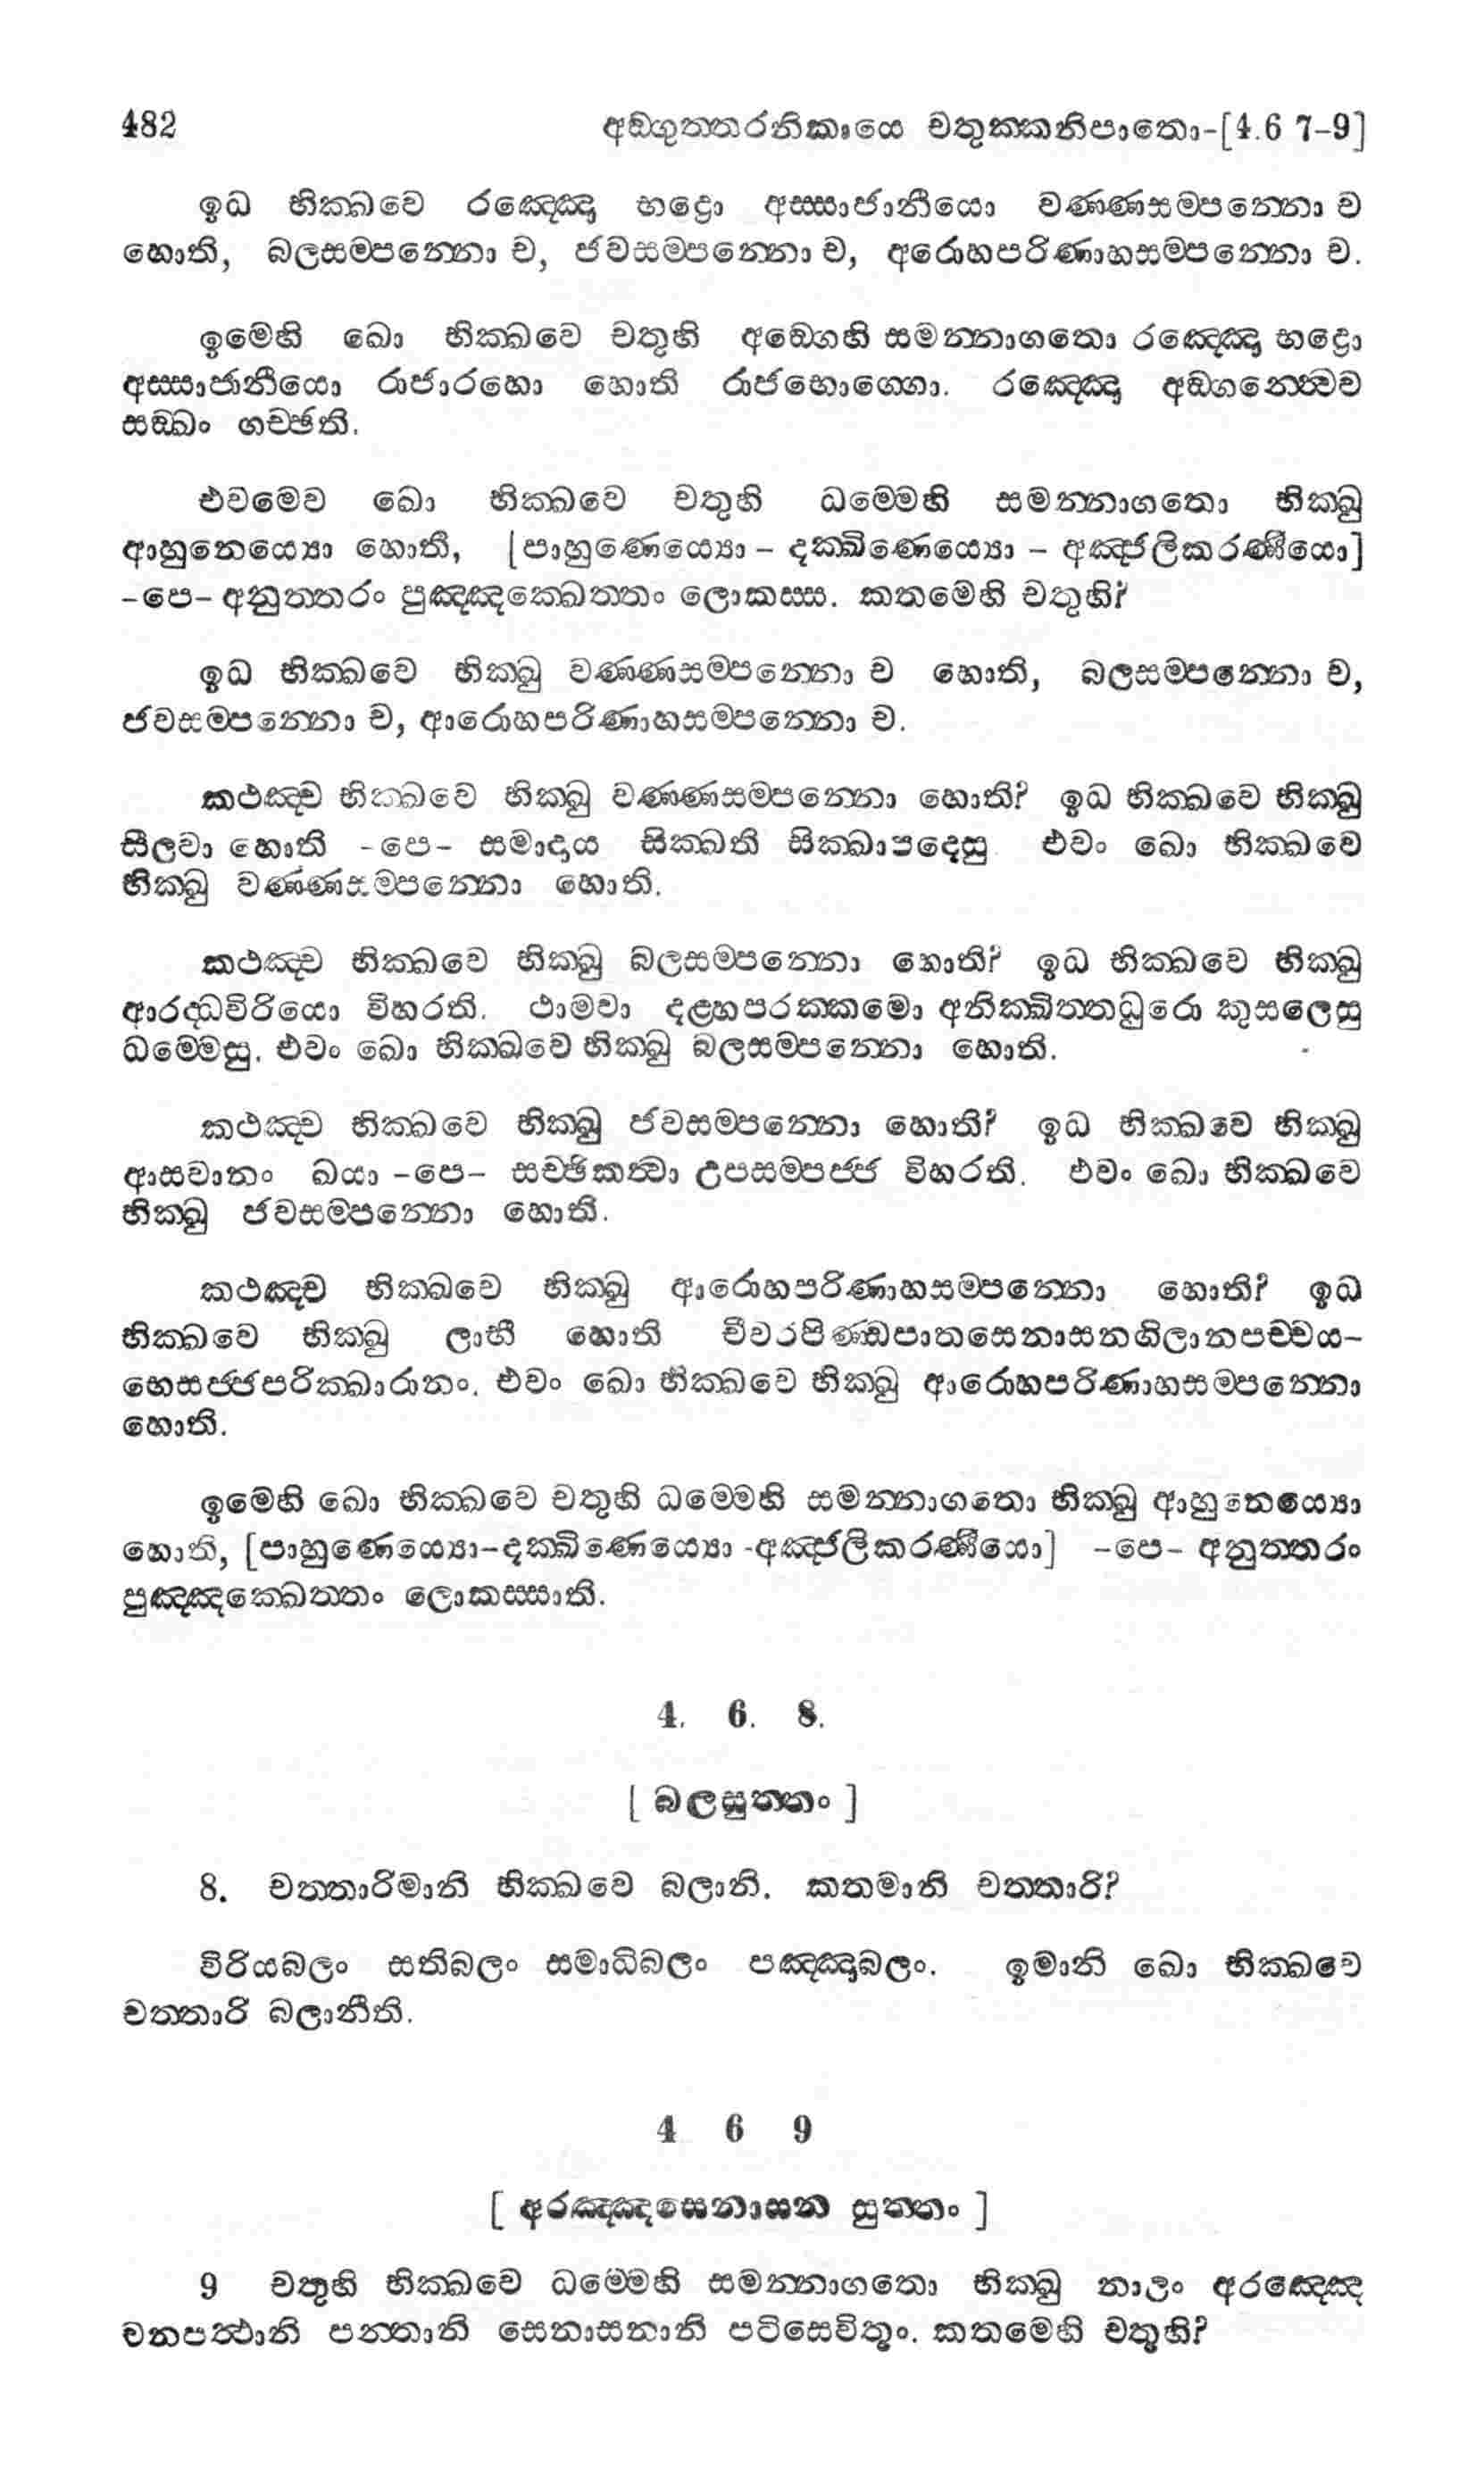 482 අඞ්ගුත්තරනිකායෙ චතුක්කනිපාතො-[4.6 7-9]
ඉධ භික්ඛවෙ රඤ්ඤො භද්‍රො අස්සාජානීයො වණ්ණසම්පන්නො ච
හොති, බලසම්පන්නො ච, ජවසම්පන්නො ච, අරොහපරිණාහසම්පන්නො ච.
ඉමෙහි ඛො භික්ඛවෙ චතුහි අඞ්ගෙහි සමන්නාගතො රඤ්ඤො භද්‍රො
අස්සාජානීයො රාජාරහො හොති රාජභොග්ගො. රඤ්ඤො අඞ්ගන්ත්වෙව
සඞ්ඛං ගච්ඡති.
එවමෙව ඛො භික්ඛවෙ චතුහි ධම්මෙහි සමන්නාගතො භික්ඛු
ආහුනෙය්‍යො හොති, [පාහුණෙය්‍යො - දක්ඛිණෙය්‍යො - අඤ්ජලිකරණීයො]
-පෙ- අනුත්තරං පුඤ්ඤක්ඛෙත්තං ලොකස්ස. කතමෙහි චතුහි?
ඉධ භික්ඛවෙ භික්ඛු වණ්ණසම්පන්නො ච හොති, බලසම්පන්නො ච,
ජවසම්පන්නො ච, ආරොහපරිණාහසම්පන්නො ච.
කථඤ්ච භික්ඛවෙ භික්ඛු වණ්ණසම්පන්නො හොති? ඉධ භික්ඛවෙ භික්ඛු
සීලවා හොති -පෙ- සමාදාය සික්ඛති සික්ඛාපදෙසු. එවං ඛො භික්ඛවෙ
භික්ඛු වණ්ණසම්පන්නො හොති.
කථඤ්ච භික්ඛවෙ භික්ඛු බලසම්පන්නො හොති? ඉධ භික්ඛවෙ භික්ඛු
ආරද්ධවිරියො විහරති. ථාමවා දළ්හපරක්කමො අනික්ඛිත්තධුරො කුසලෙසු
ධම්මෙසු. එවං ඛො භික්ඛවෙ භික්ඛු බලසම්පන්නො හොති.
කථඤ්ච භික්ඛවෙ භික්ඛු ජවසම්පන්නො හොති? ඉධ භික්ඛවෙ භික්ඛු
ආසවානං ඛයා -පෙ- සච්ඡිකත්වා උපසම්පජ්ජ විහරති. එවං ඛො භික්ඛවෙ
භික්ඛු ජවසම්පන්නො හොති.
කථඤ්ච භික්ඛවෙ භික්ඛු ආරොහපරිණාහසම්පන්නො හොති? ඉධ
භික්ඛවෙ භික්ඛු ලාභී හොති චීවරපිණ්ඩපාතසෙනාසනගිලානපච්චය-
භෙසජ්ජපරික්ඛාරානං. එවං ඛො භික්ඛවෙ භික්ඛු ආරොහපරිණාහසම්පන්නො
හොති.
ඉමෙහි ඛො භික්ඛවෙ චතුහි ධම්මෙහි සමන්නාගතො භික්ඛු ආහුනෙය්‍යො
හොති, [පාහුණෙය්‍යො-දක්ඛිණෙය්‍යො-අඤ්ජලිකරණීයො] -පෙ- අනුත්තරං
පුඤ්ඤක්ඛෙත්තං ලොකස්සාති.
4. 6. 8.
[ බලසුත්තං ]
8. චත්තාරිමානි භික්ඛවෙ බලානි. කතමානි චත්තාරි?
විරියබලං සතිබලං සමාධිබලං පඤ්ඤාබලං. ඉමානි ඛො භික්ඛවෙ
චත්තාරි බලානීති.
4 6 9
[ අරඤ්ඤසෙනාසන සුත්තං ]
9 චතුහි භික්ඛවෙ ධම්මෙහි සමන්නාගතො භික්ඛු නාලං අරඤ්ඤෙ
වනපත්ථානි පන්තානි සෙනාසනානි පටිසෙවිතුං. කතමෙහි චතූහි?